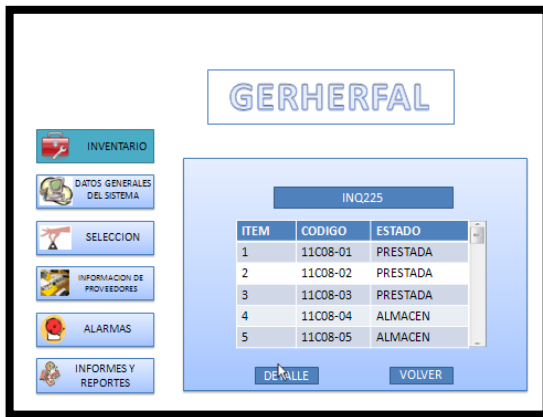 GERHERFAL
INVENTARIO
DATOS GENERALES
DEL SISTEMA
SELECCION
INFORMACION DE
PROVEEDORES
ALARMAS
INFORMES Y
REPORTES
INQ225
ITEM CODIGO ESTADO
1 11C08-01 PRESTADA
2 11C08-02 PRESTADA
3 11C08-03 PRESTADA
4 11C08-04 ALMACEN
5 11C08-05 ALMACEN
DETALLE VOLVER